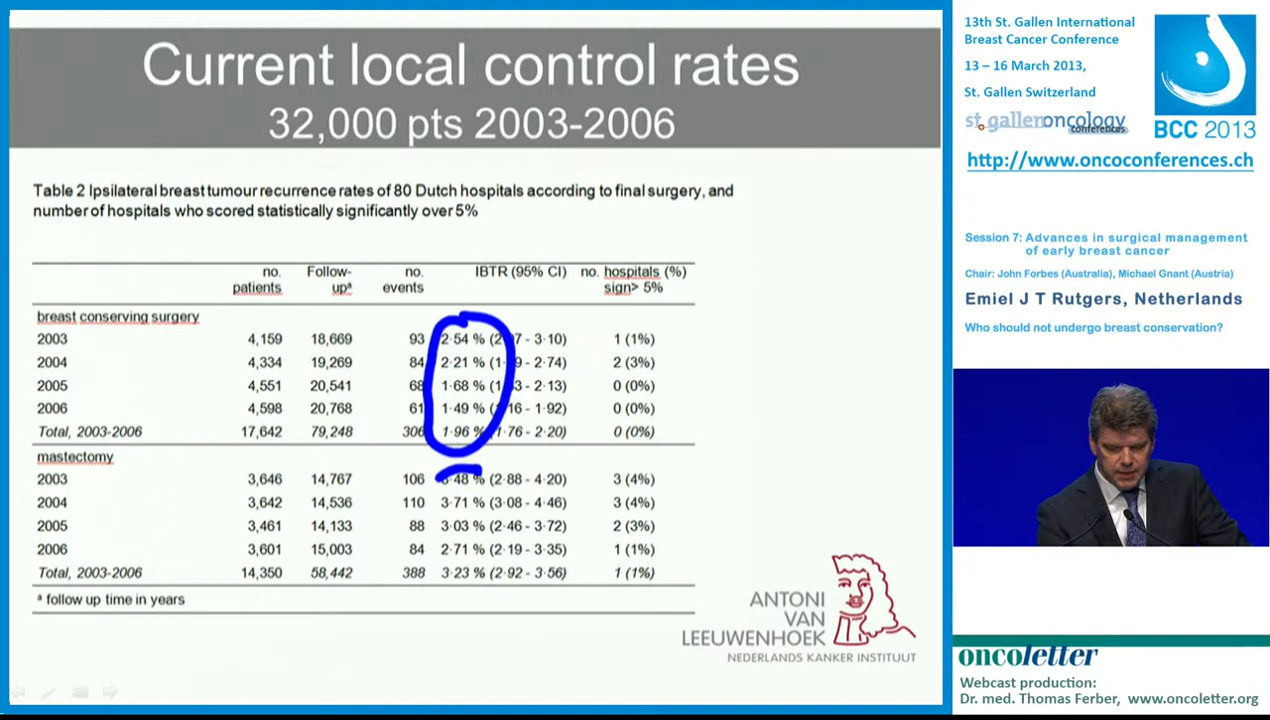 Current local control rates
32,000 pts 2003-2006
Table 2 Ipsilateral breast tumour recurrence rates of 80 Dutch hospitals according to final surgery, and
number of hospitals who scored statistically significantly over 5%
no. patients Follow-upª no. events IBTR (95% CI) no. hospitals (%) sign> 5%
breast conserving surgery
2003 4,159 18,669 93 2·54 % ( 7 - 3·10) 1 (1%)
2004 4,334 19,269 84 2·21 % (1· 9 - 2·74) 2 (3%)
2005 4,551 20,541 68 1·68 % (1 3 - 2·13) 0 (0%)
2006 4,598 20,768 61 1·49 % ( 16 - 1·92) 0 (0%)
Total, 2003-2006 17,642 79,248 306 1·96 % (1·76 - 2·20) 0 (0%)
mastectomy
2003 3,646 14,767 106 ·48 % (2·88 - 4·20) 3 (4%)
2004 3,642 14,536 110 3·71 % (3·08 - 4·46) 3 (4%)
2005 3,461 14,133 88 3·03 % (2·46 - 3·72) 2 (3%)
2006 3,601 15,003 84 2·71 % (2·19 - 3·35) 1 (1%)
Total, 2003-2006 14,350 58,442 388 3·23 % (2·92 - 3·56) 1 (1%)
ª follow up time in years
ANTONI
VAN
LEEUWENHOEK
NEDERLANDS KANKER INSTITUUT
13th St. Gallen International
Breast Cancer Conference
13 – 16 March 2013,
St. Gallen Switzerland
st.gallenoncology
conferences
BCC 2013
http://www.oncoconferences.ch
Session 7: Advances in surgical management
of early breast cancer
Chair: John Forbes (Australia), Michael Gnant (Austria)
Emiel J T Rutgers, Netherlands
Who should not undergo breast conservation?
oncoletter
Webcast production:
Dr. med. Thomas Ferber, www.oncoletter.org